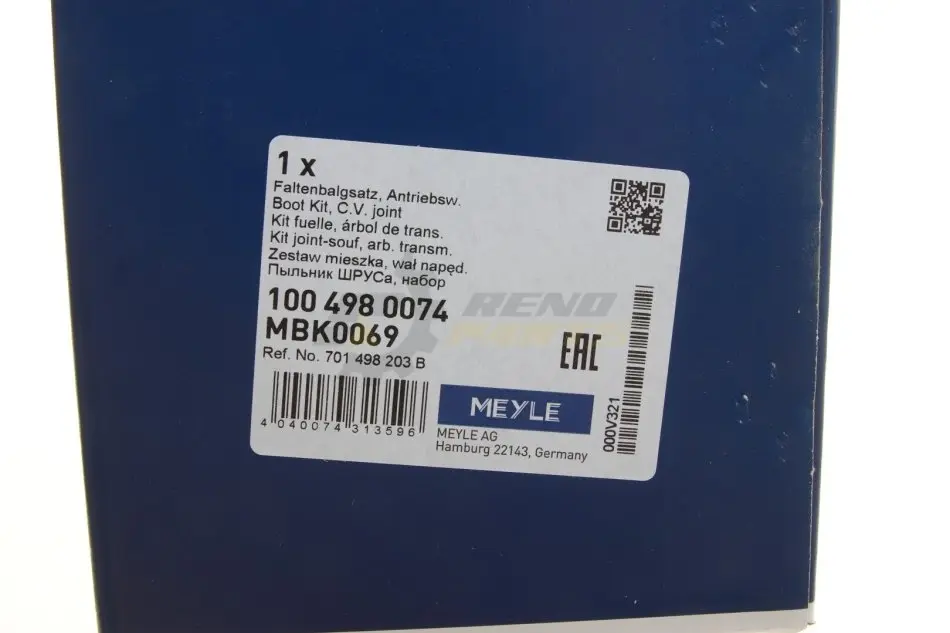 1 x
Faltenbalgsatz, Antriebsw.
Boot Kit, C.V. joint
Kit fuelle, árbol de trans.
Kit joint-souf, arb. transm.
Zestaw mieszka, wał napęd.
Пыльник ШРУСа, набор
100 498 0074
MBK0069
Ref. No. 701 498 203 B
4 040074 313596
RENO
PARTS
EAC
MEYLE
MEYLE AG
Hamburg 22143, Germany
000V321